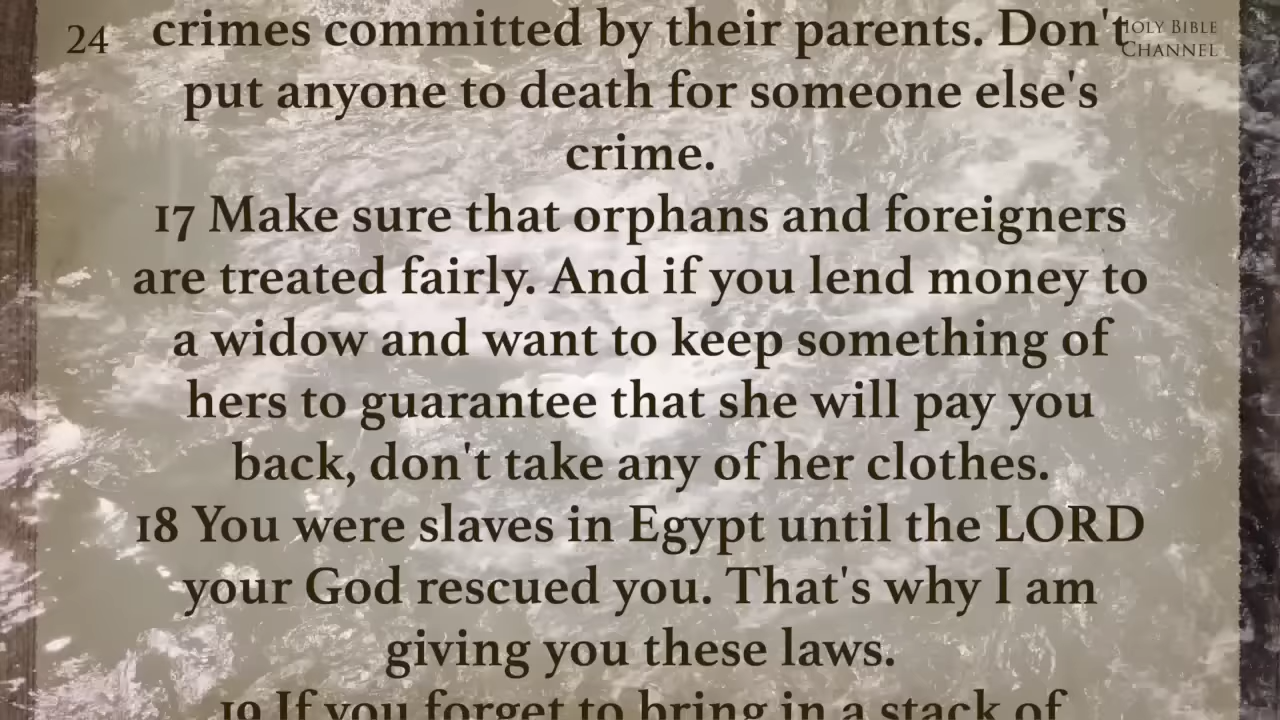 24
crimes committed by their parents. Don't
HOLY BIBLE
CHANNEL
put anyone to death for someone else's
crime.
17 Make sure that orphans and foreigners
are treated fairly. And if you lend money to
a widow and want to keep something of
hers to guarantee that she will pay you
back, don't take any of her clothes.
18 You were slaves in Egypt until the LORD
your God rescued you. That's why I am
giving you these laws.
19 If you forget to bring in a stack of